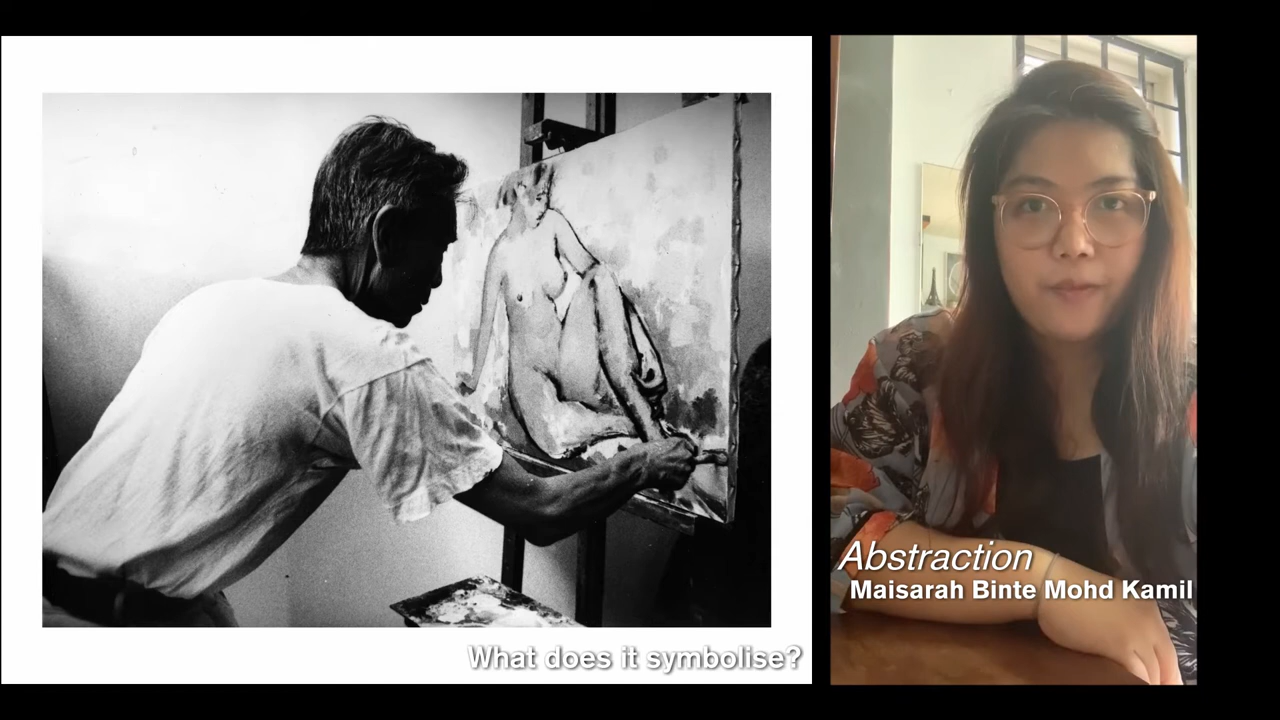 Abstraction
Maisarah Binte Mohd Kamil
What does it symbolise?